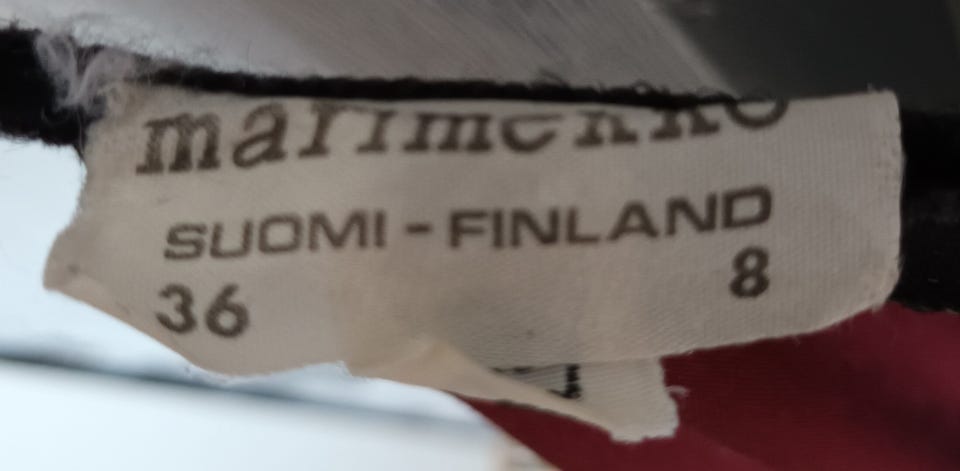 marimekko
SUOMI - FINLAND
36 8